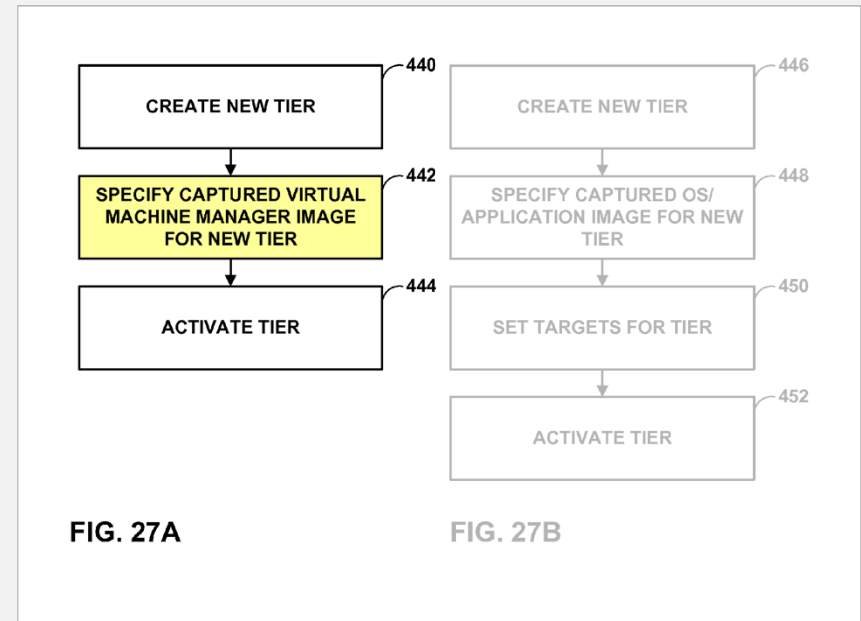 440
CREATE NEW TIER
442
SPECIFY CAPTURED VIRTUAL
MACHINE MANAGER IMAGE
FOR NEW TIER
444
ACTIVATE TIER
FIG. 27A
446
CREATE NEW TIER
448
SPECIFY CAPTURED OS/
APPLICATION IMAGE FOR NEW
TIER
450
SET TARGETS FOR TIER
452
ACTIVATE TIER
FIG. 27B